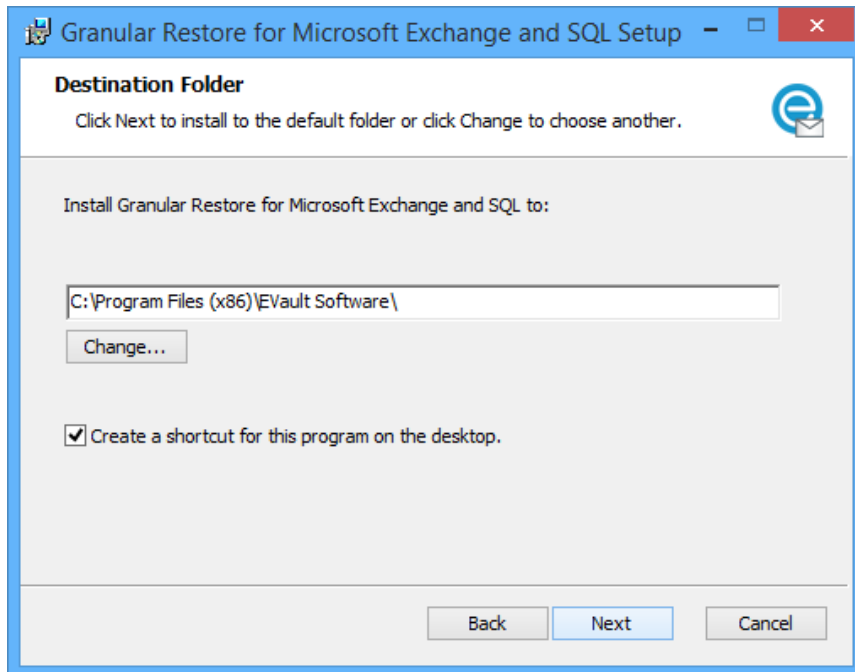 Granular Restore for Microsoft Exchange and SQL Setup
Destination Folder
Click Next to install to the default folder or click Change to choose another.
Install Granular Restore for Microsoft Exchange and SQL to:
C:\Program Files (x86)\EVault Software\
Change...
Create a shortcut for this program on the desktop.
Back Next Cancel